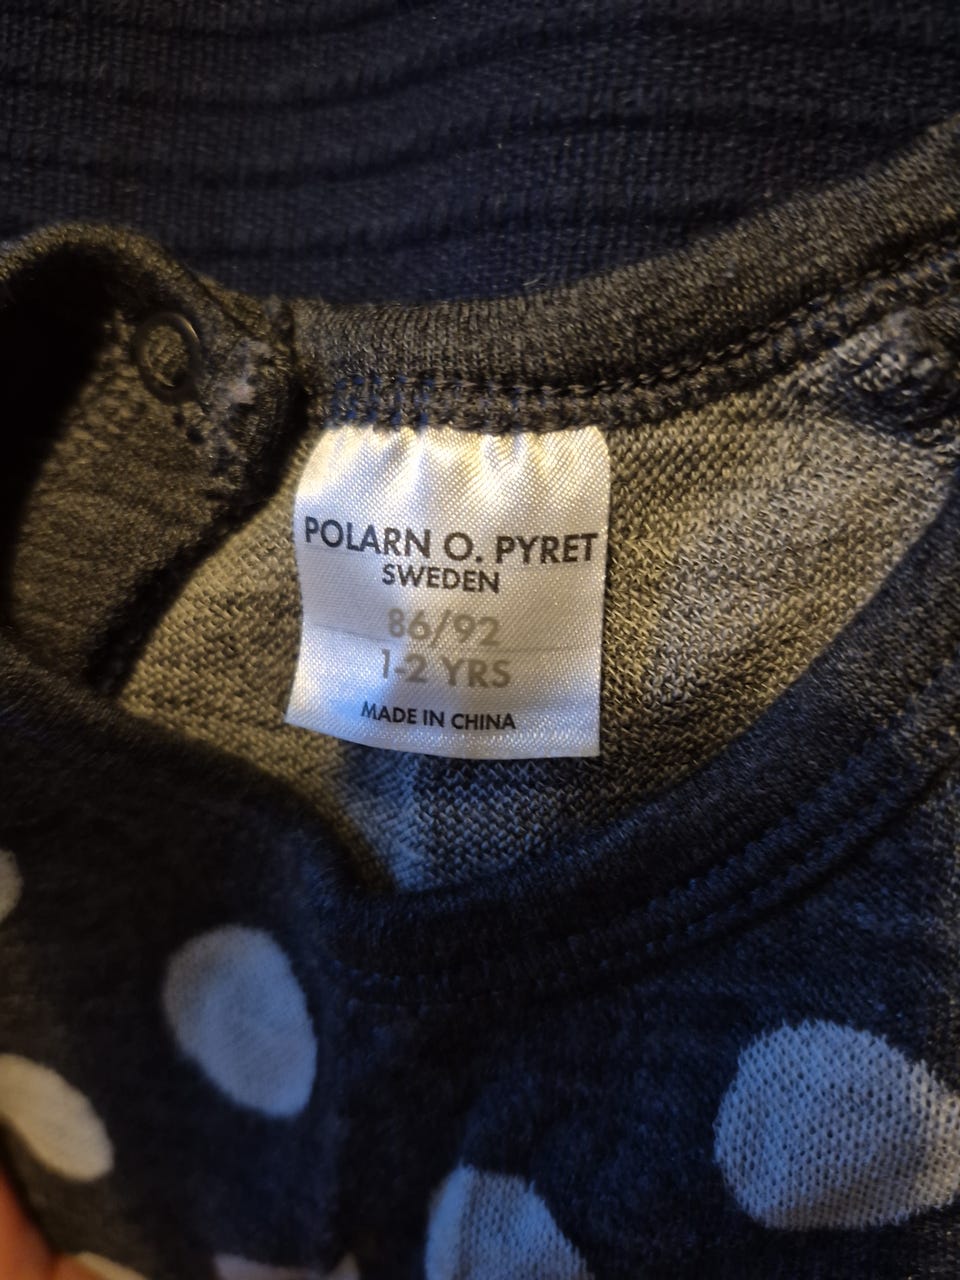 POLARN O. PYRET
SWEDEN
86/92
1-2 YRS
MADE IN CHINA